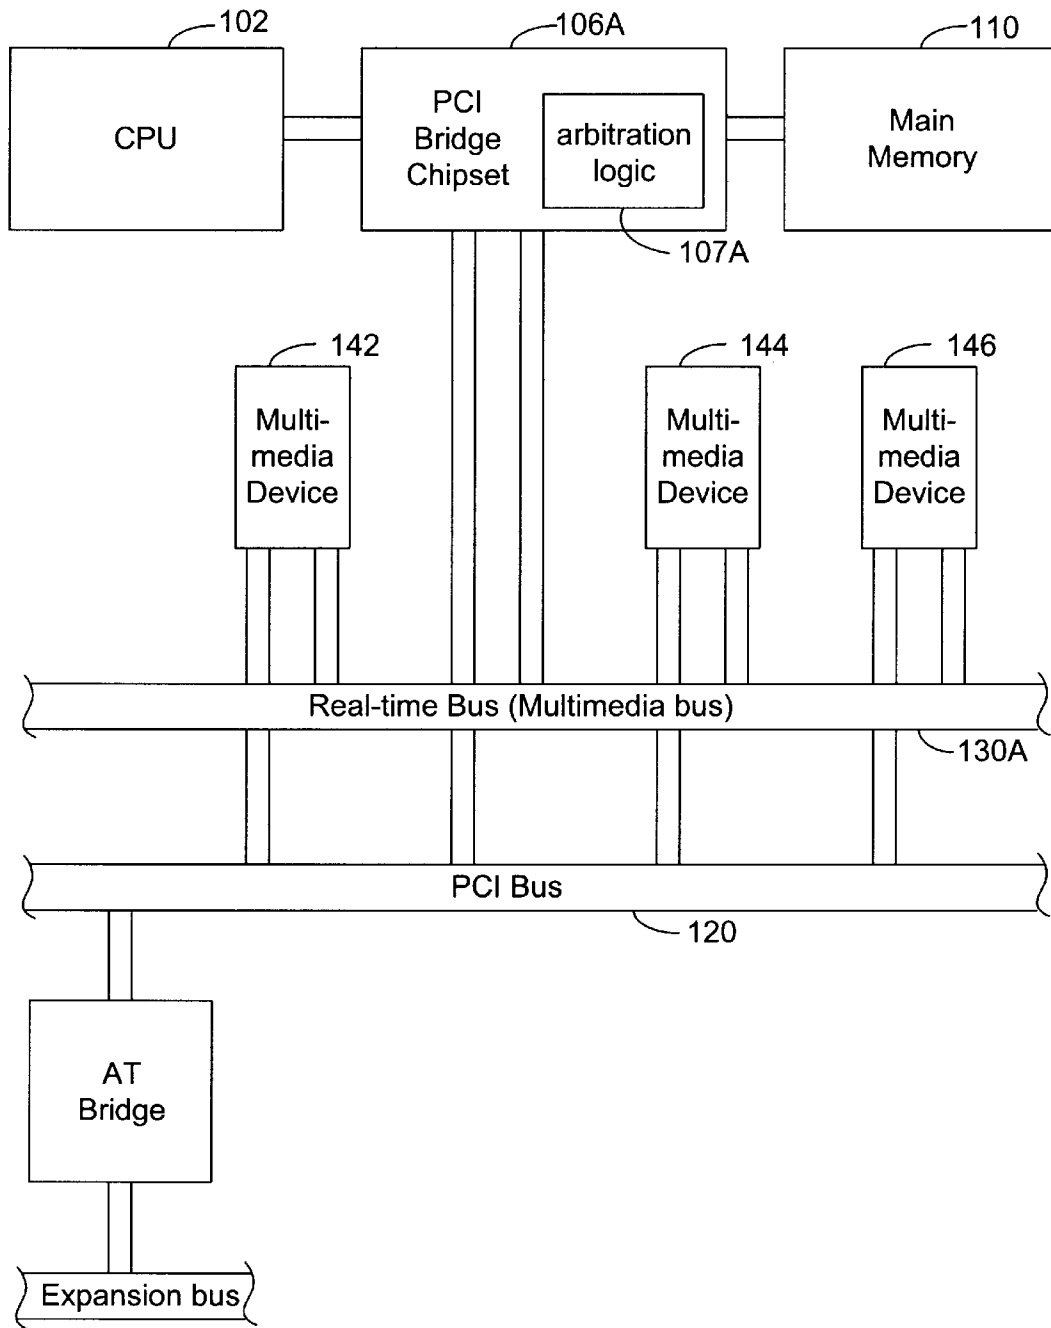 102
106A
110
CPU
PCI
Bridge
Chipset
arbitration
logic
107A
Main
Memory
142
144
146
Multi-
media
Device
Multi-
media
Device
Multi-
media
Device
Real-time Bus (Multimedia bus)
130A
PCI Bus
120
AT
Bridge
Expansion bus